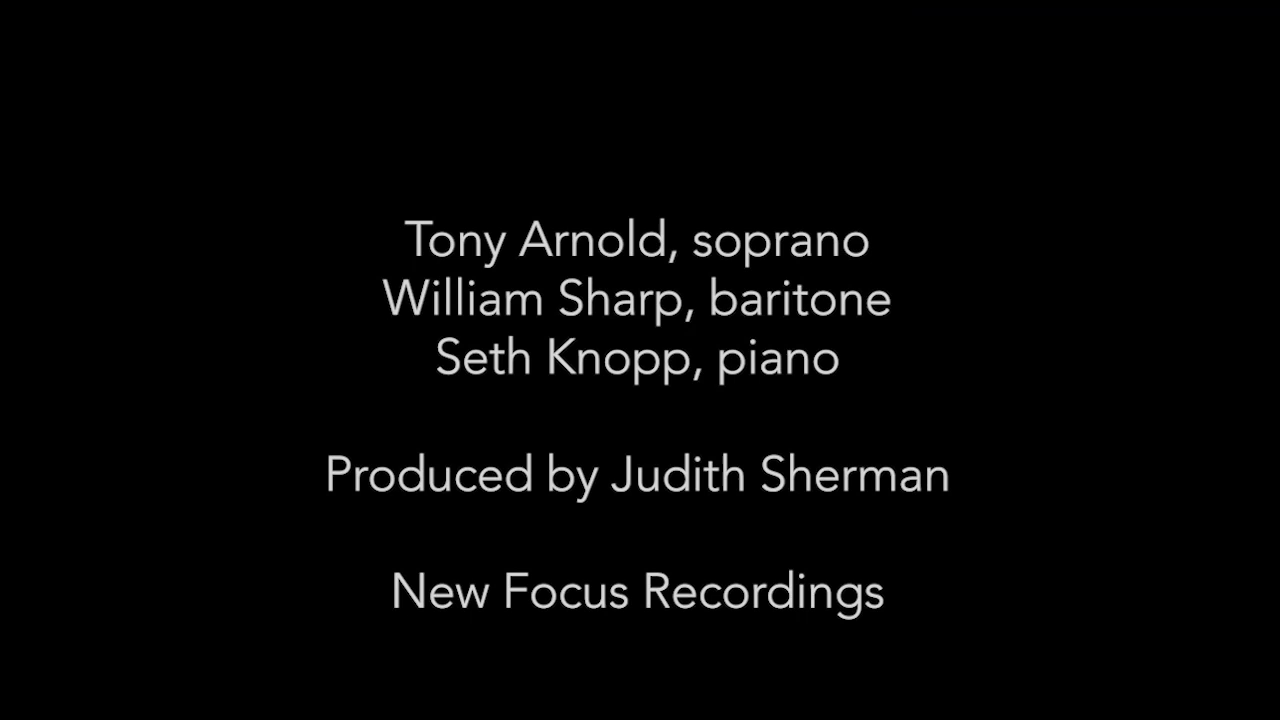 Tony Arnold, soprano
William Sharp, baritone
Seth Knopp, piano
Produced by Judith Sherman
New Focus Recordings